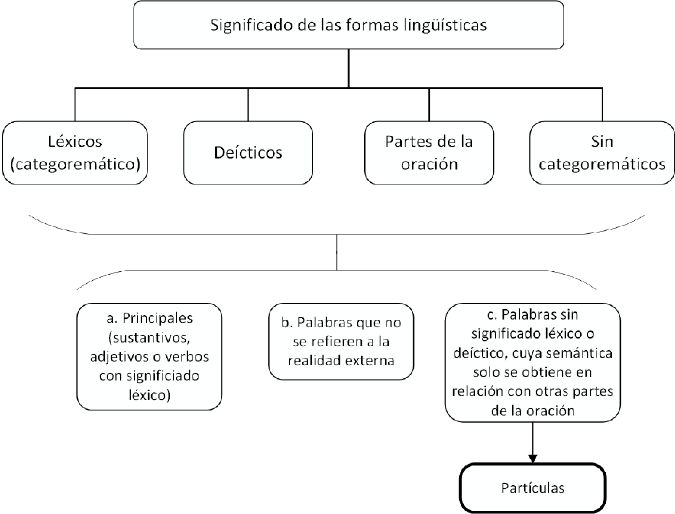 Significado de las formas lingüísticas
Léxicos
(categoremático)
Deícticos
Partes de la
oración
Sin
categoremáticos
a. Principales
(sustantivos,
adjetivos o verbos
con significiado
léxico)
b. Palabras que no
se refieren a la
realidad externa
c. Palabras sin
significado léxico o
deíctico, cuya semántica
solo se obtiene en
relación con otras partes
de la oración
Partículas